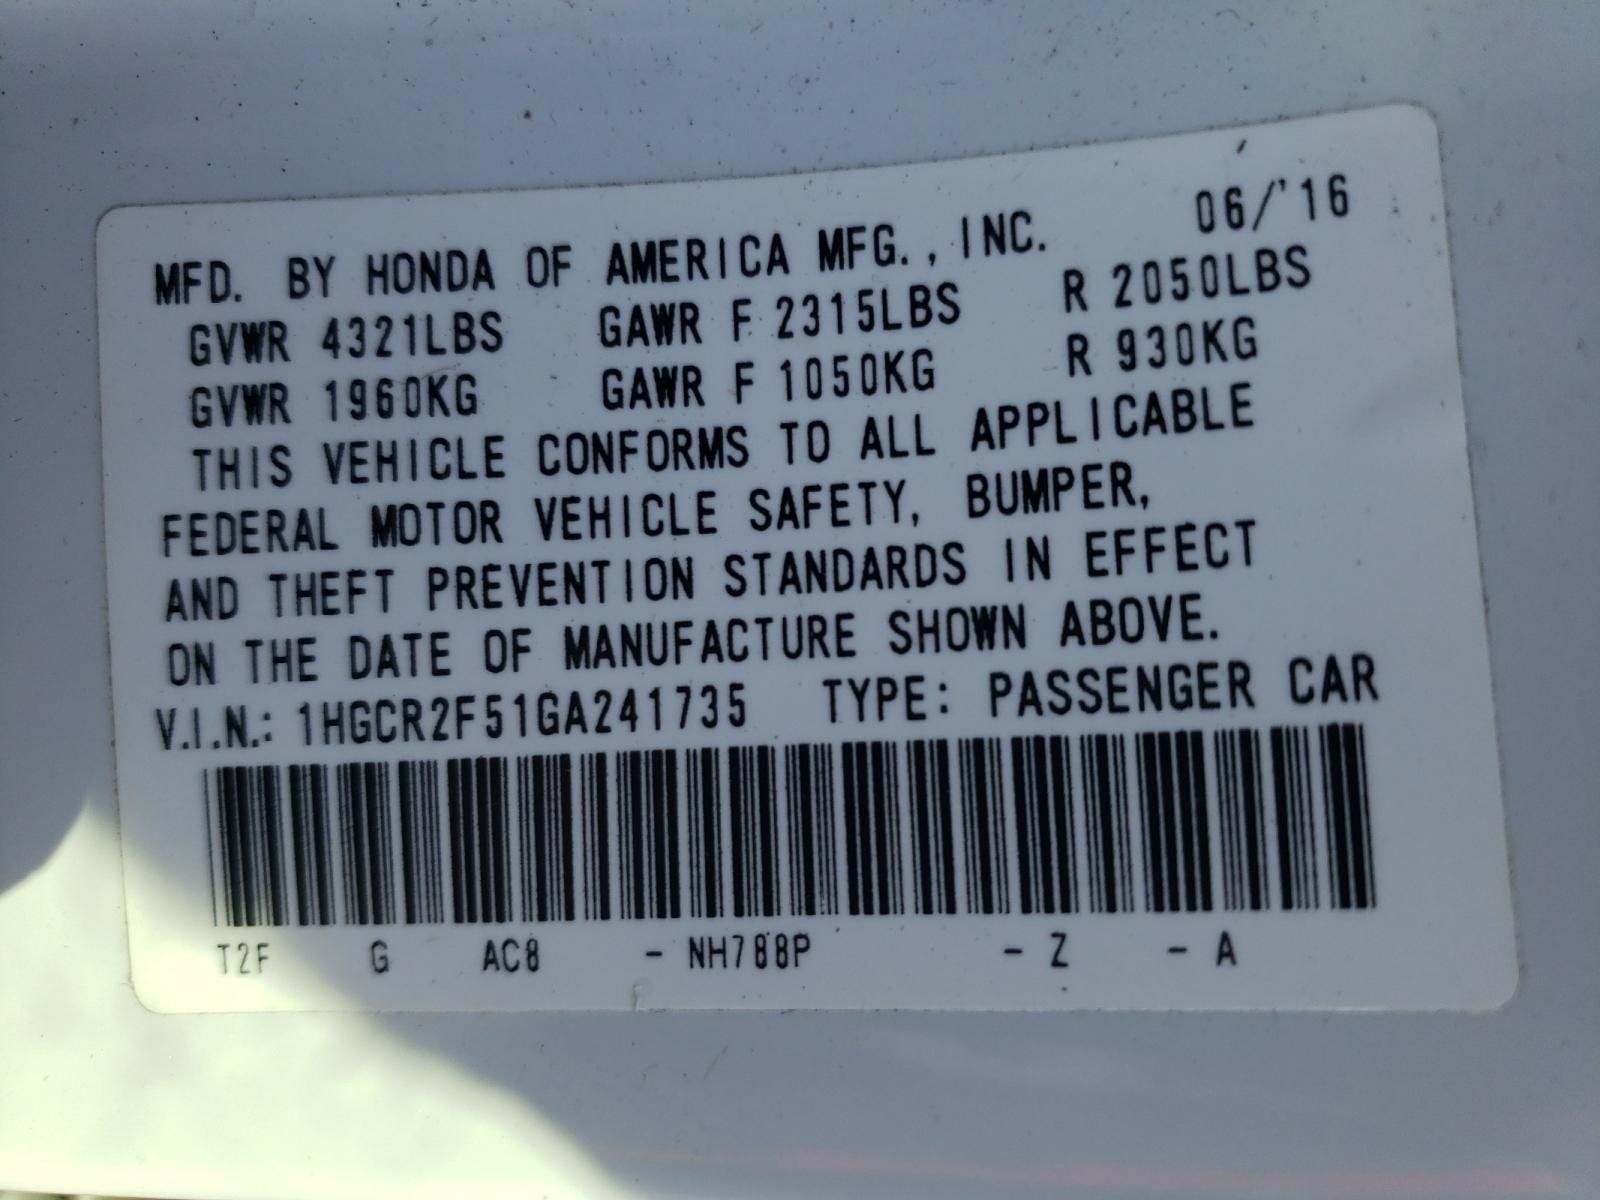 MFD. BY HONDA OF AMERICA MFG., INC. 06/'16
GVWR 4321LBS GAWR F 2315LBS R 2050LBS
GVWR 1960KG GAWR F 1050KG R 930KG
THIS VEHICLE CONFORMS TO ALL APPLICABLE
FEDERAL MOTOR VEHICLE SAFETY, BUMPER,
AND THEFT PREVENTION STANDARDS IN EFFECT
ON THE DATE OF MANUFACTURE SHOWN ABOVE.
V.I.N.: 1HGCR2F51GA241735 TYPE: PASSENGER CAR
T2F G AC8 - NH788P - Z - A